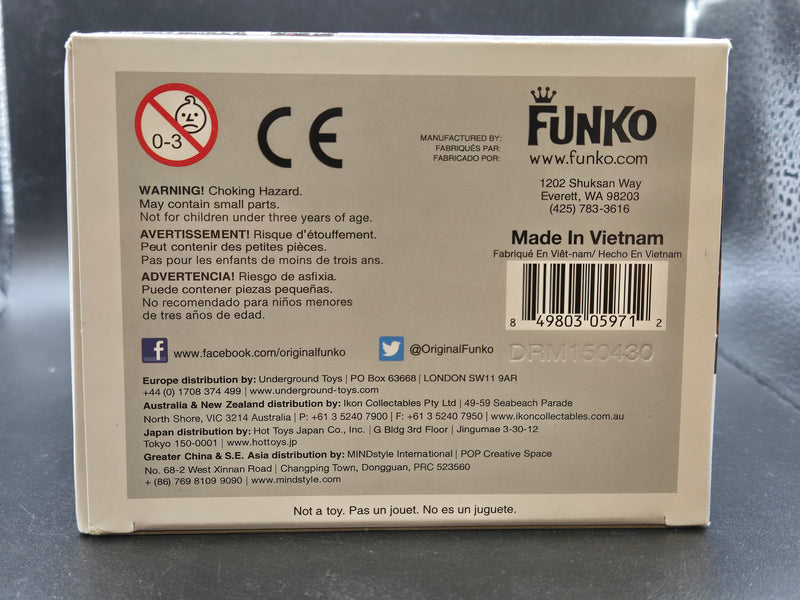 0-3
CE
MANUFACTURED BY:
FABRIQUÉS PAR:
FABRICADO POR:
FUNKO
www.funko.com
1202 Shuksan Way
Everett, WA 98203
(425) 783-3616
WARNING! Choking Hazard.
May contain small parts.
Not for children under three years of age.
AVERTISSEMENT! Risque d'étouffement.
Peut contenir des petites pièces.
Pas pour les enfants de moins de trois ans.
ADVERTENCIA! Riesgo de asfixia.
Puede contener piezas pequeñas.
No recomendado para niños menores
de tres años de edad.
Made In Vietnam
Fabriqué En Viêt-nam/ Hecho En Vietnam
8 49803 05971 2
f www.facebook.com/originalfunko
@OriginalFunko
DRM150430
Europe distribution by: Underground Toys | PO Box 63668 | LONDON SW11 9AR
+44 (0) 1708 374 499 | www.underground-toys.com
Australia & New Zealand distribution by: Ikon Collectables Pty Ltd | 49-59 Seabeach Parade
North Shore, VIC 3214 Australia | P: +61 3 5240 7900 | F: +61 3 5240 7950 | www.ikoncollectables.com.au
Japan distribution by: Hot Toys Japan Co., Inc. | G Bldg 3rd Floor | Jingumae 3-30-12
Tokyo 150-0001 | www.hottoys.jp
Greater China & S.E. Asia distribution by: MINDstyle International | POP Creative Space
No. 68-2 West Xinnan Road | Changping Town, Dongguan, PRC 523560
+ (86) 769 8109 9090 | www.mindstyle.com
Not a toy. Pas un jouet. No es un juguete.